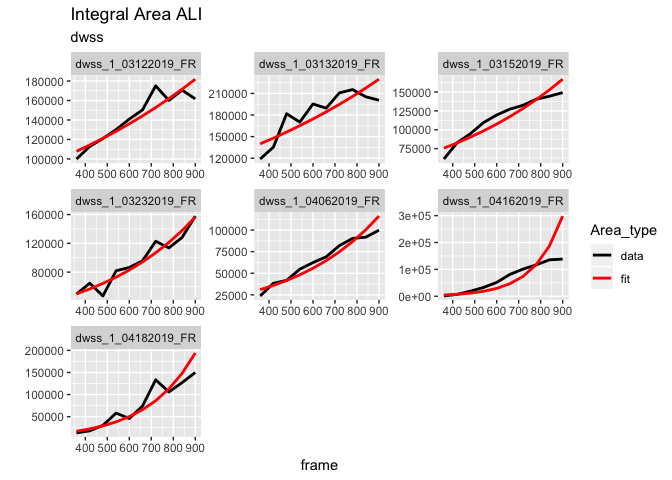 Integral Area ALI
dwss
dwss_1_03122019_FR dwss_1_03132019_FR dwss_1_03152019_FR
180000
160000
140000
120000
100000
400 500 600 700 800 900
210000
180000
150000
120000
400 500 600 700 800 900
150000
125000
100000
75000
400 500 600 700 800 900
dwss_1_03232019_FR dwss_1_04062019_FR dwss_1_04162019_FR
160000
120000
80000
400 500 600 700 800 900
100000
75000
50000
25000
400 500 600 700 800 900
3e+05
2e+05
1e+05
0e+00
400 500 600 700 800 900
Area_type
data
fit
dwss_1_04182019_FR
200000
150000
100000
50000
400 500 600 700 800 900
frame